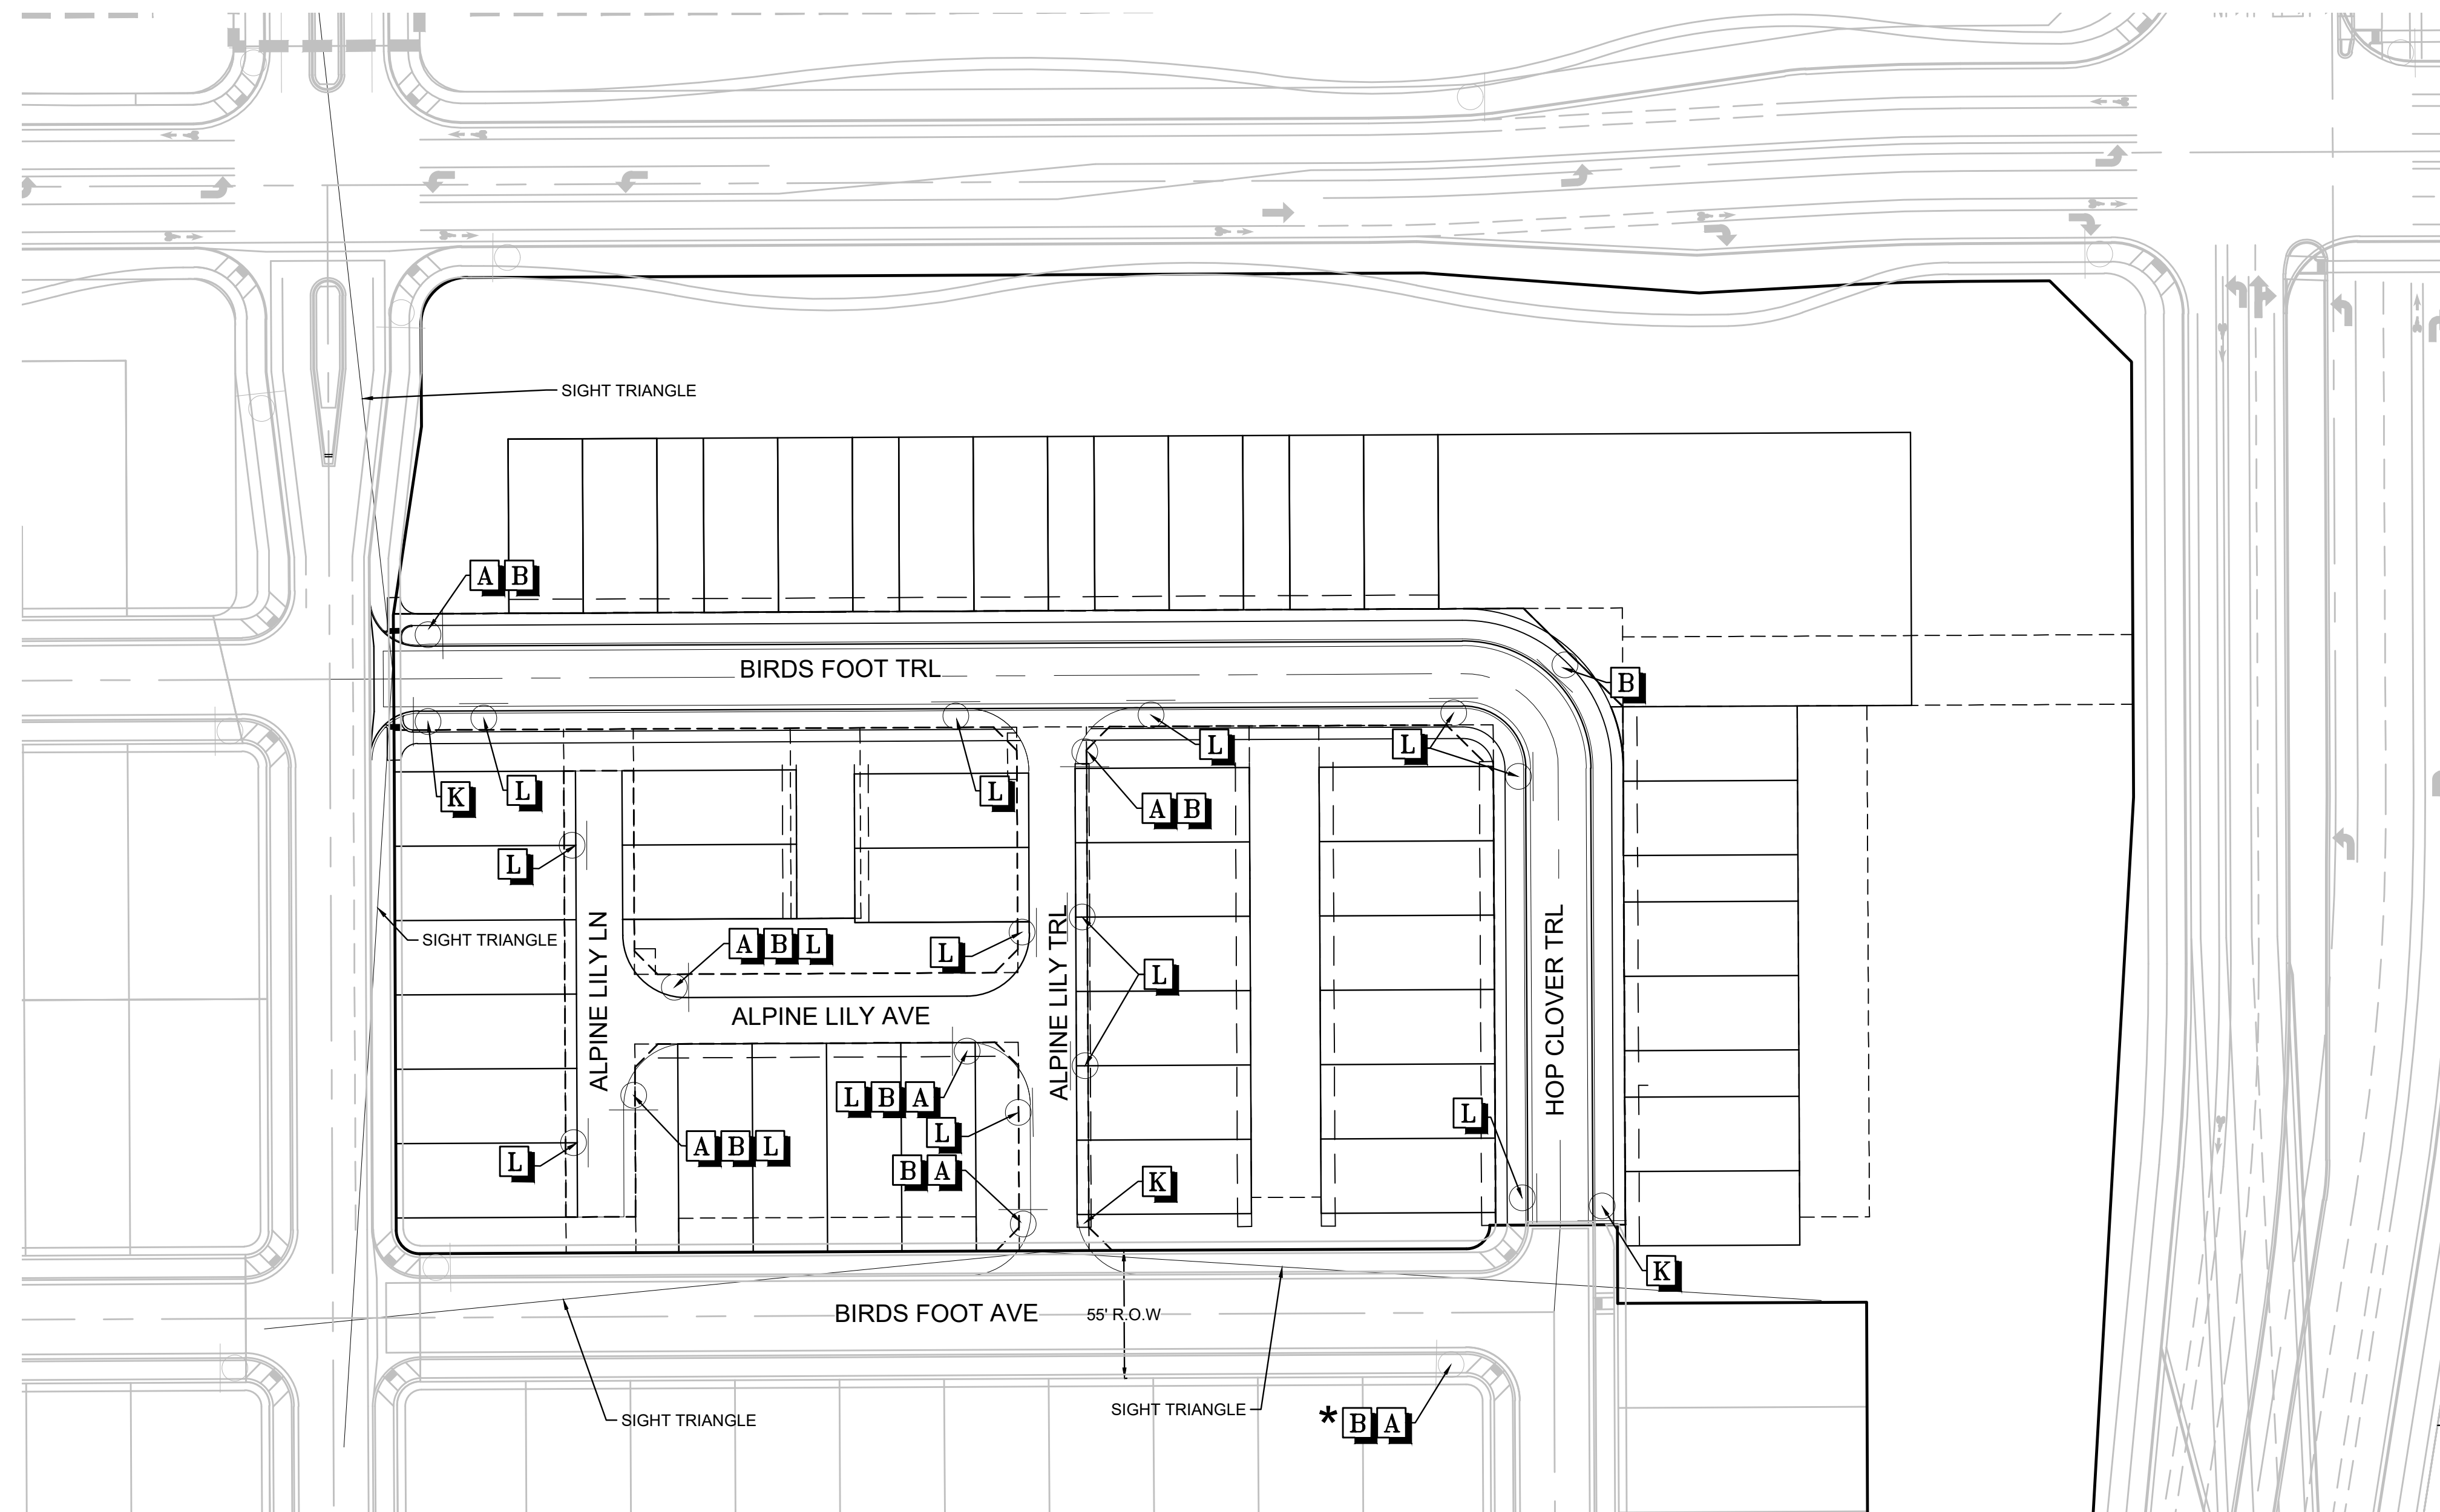 SIGHT TRIANGLE
A B
BIRDS FOOT TRL
B
K
L
L
L
L
A B
L
SIGHT TRIANGLE
ALPINE LILY LN
A B L
L
ALPINE LILY TRL
L
HOP CLOVER TRL
ALPINE LILY AVE
L B A
L
L
A B L
L
B A
K
K
BIRDS FOOT AVE
55' R.O.W
SIGHT TRIANGLE
SIGHT TRIANGLE
* B A